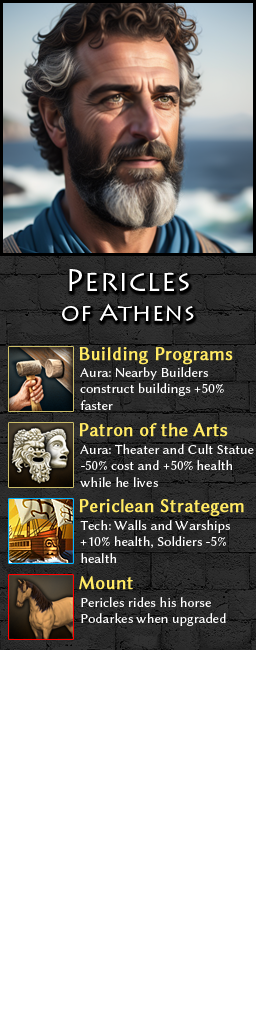 Pericles
of Athens
Building Programs
Aura: Nearby Builders
construct buildings +50%
faster
Patron of the Arts
Aura: Theater and Cult Statue
-50% cost and +50% health
while he lives
Periclean Strategem
Tech: Walls and Warships
+10% health, Soldiers -5%
health
Mount
Pericles rides his horse
Podarkes when upgraded